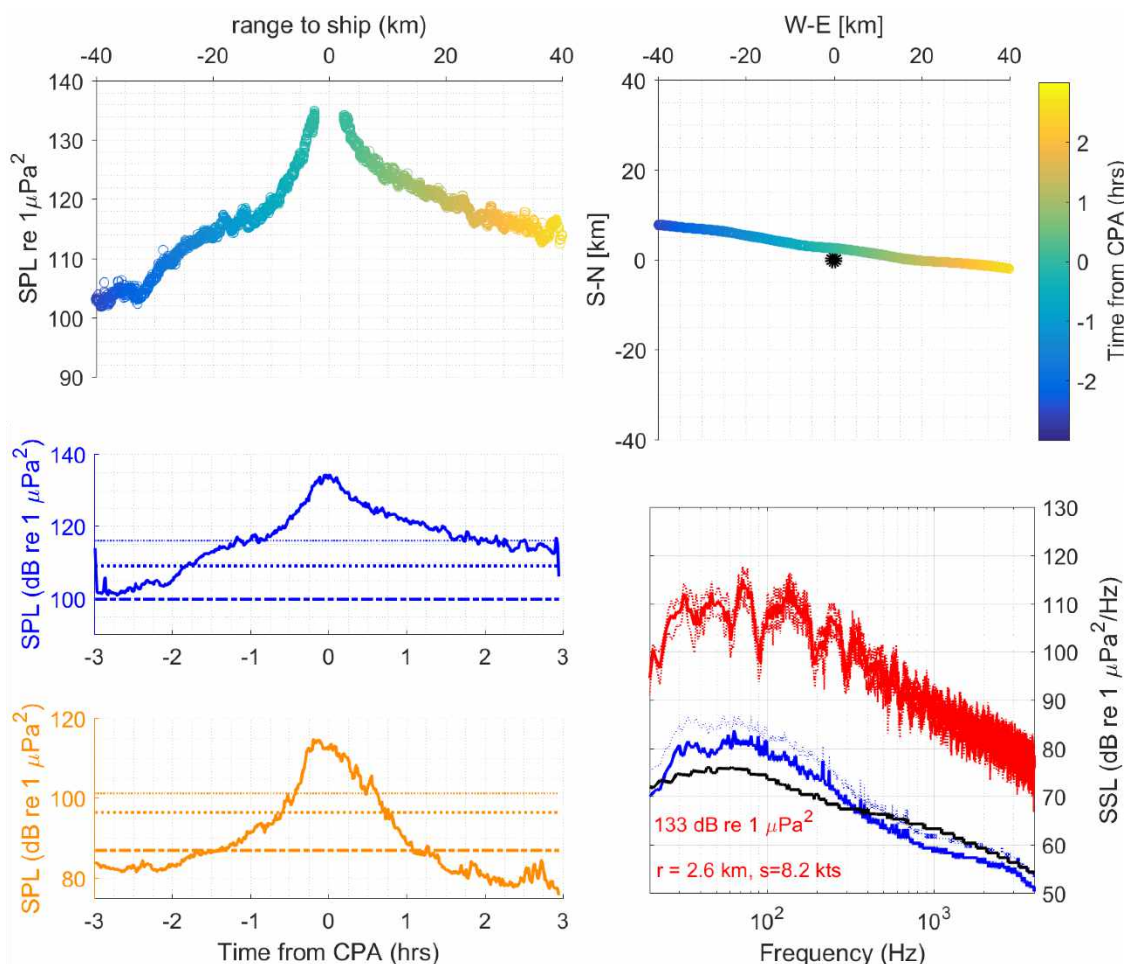 range to ship (km)
-40 -20 0 20 40
140
130
120
110
100
90
SPL re 1μPa²
W-E [km]
-40 -20 0 20 40
40
20
0
-20
-40
S-N [km]
2
1
0
-1
-2
Time from CPA (hrs)
140
120
100
SPL (dB re 1 μPa²)
-3 -2 -1 0 1 2 3
120
100
80
SPL (dB re 1 μPa²)
-3 -2 -1 0 1 2 3
Time from CPA (hrs)
130
120
110
100
90
80
70
60
50
SSL (dB re 1 μPa²/Hz)
133 dB re 1 μPa²
r = 2.6 km, s=8.2 kts
10² 10³
Frequency (Hz)